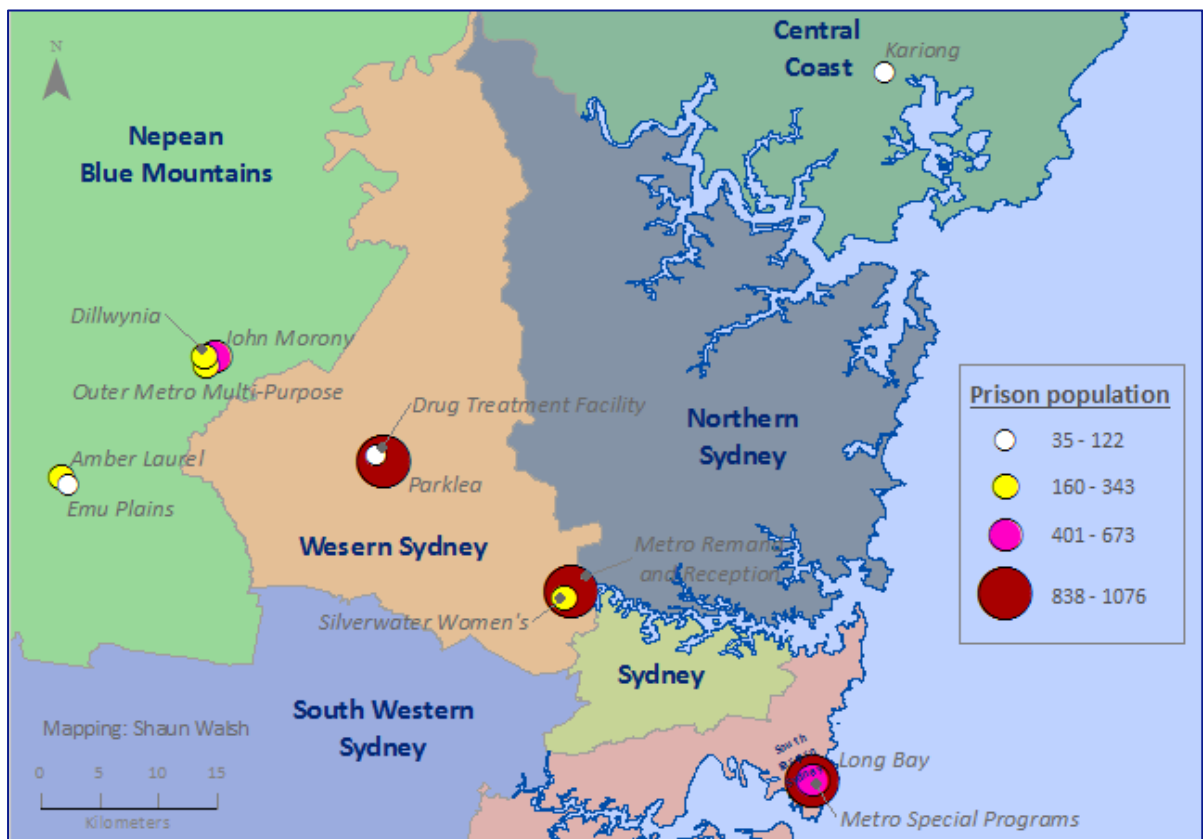 N
Central
Coast
Kariong
Nepean
Blue Mountains
Dillwynia
John Morony
Outer Metro Multi-Purpose
Drug Treatment Facility
Northern
Sydney
Amber Laurel
Emu Plains
Parklea
Wesern Sydney
Metro Remand
and Reception
Silverwater Women's
Sydney
South Western
Sydney
Mapping: Shaun Walsh
0 5 10 15
Kilometers
South
Sydney
Long Bay
Metro Special Programs
Prison population
35 - 122
160 - 343
401 - 673
838 - 1076